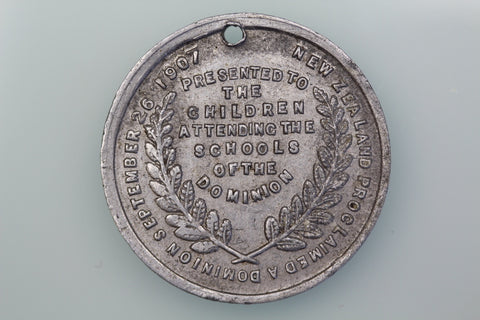 NEW ZEALAND PROCLAIMED A DOMINION SEPTEMBER 26 1907
PRESENTED TO
THE
CHILDREN
ATTENDING THE
SCHOOLS
OF THE
DOMINION